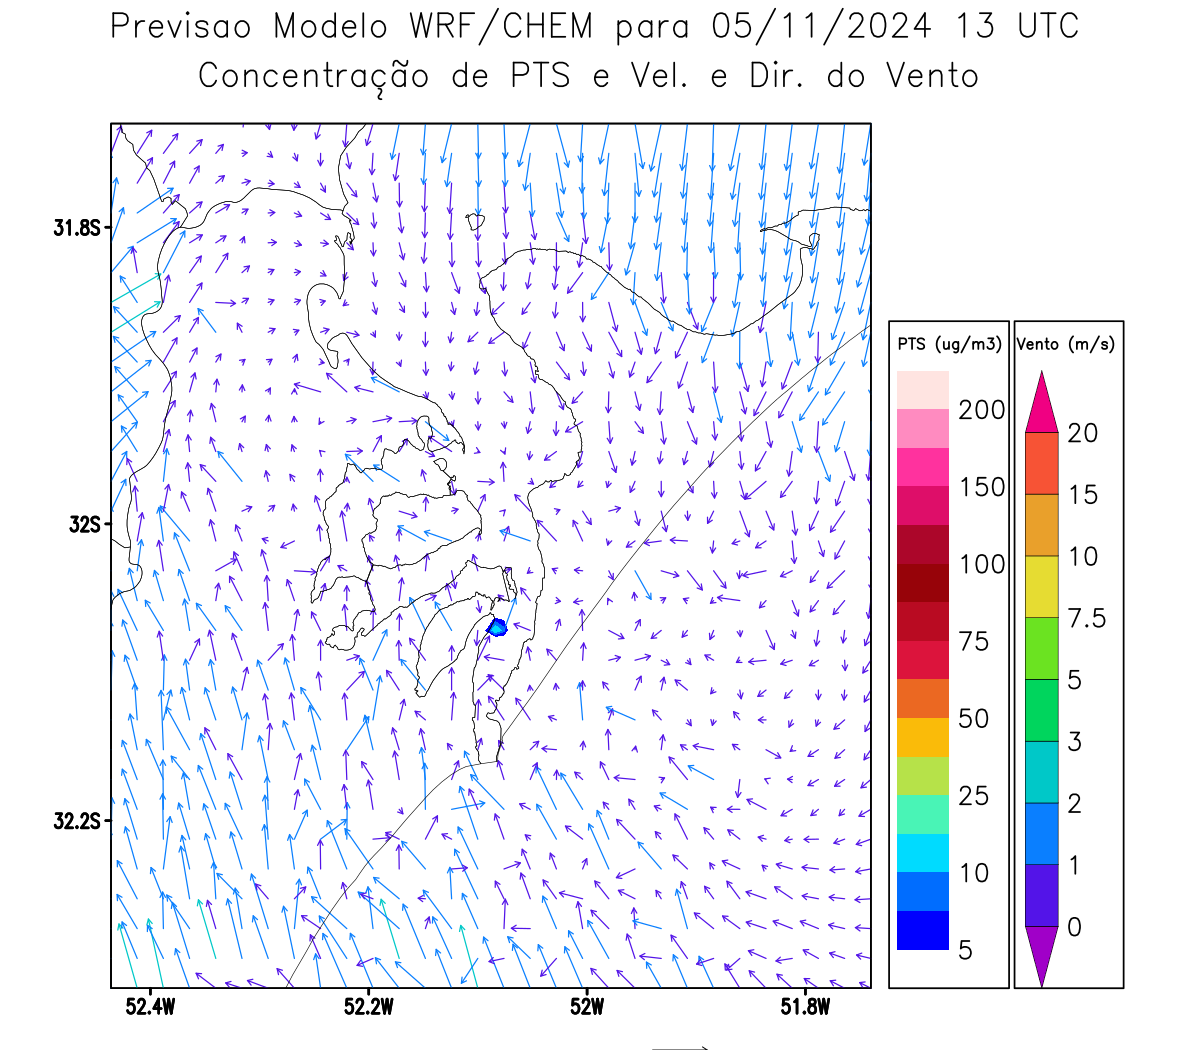 Previsao Modelo WRF/CHEM para 05/11/2024 13 UTC
Concentração de PTS e Vel. e Dir. do Vento
31.8S
32S
32.2S
52.4W 52.2W 52W 51.8W
PTS (ug/m3)
200
150
100
75
50
25
10
5
Vento (m/s)
20
15
10
7.5
5
3
2
1
0